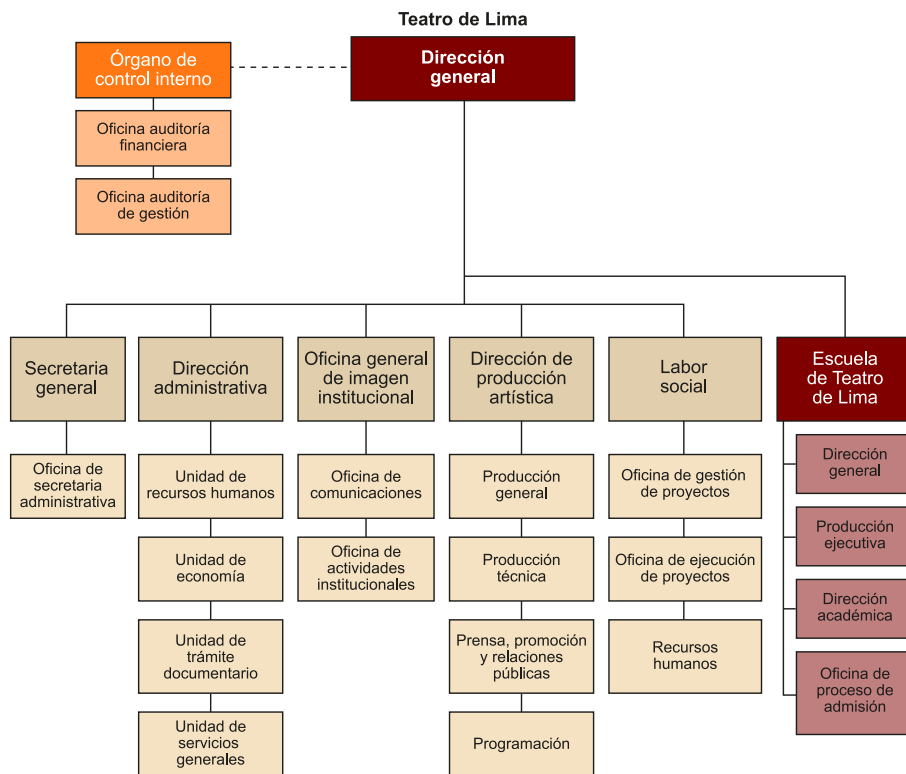 Teatro de Lima
Dirección
general
Órgano de
control interno
Oficina auditoría
financiera
Oficina auditoría
de gestión
Secretaria
general
Oficina de
secretaria
administrativa
Dirección
administrativa
Unidad de
recursos humanos
Unidad de
economía
Unidad de
trámite
documentario
Unidad de
servicios
generales
Oficina general
de imagen
institucional
Oficina de
comunicaciones
Oficina de
actividades
institucionales
Dirección de
producción
artística
Producción
general
Producción
técnica
Prensa, promoción
y relaciones
públicas
Programación
Labor
social
Oficina de gestión
de proyectos
Oficina de ejecución
de proyectos
Recursos
humanos
Escuela
de Teatro
de Lima
Dirección
general
Producción
ejecutiva
Dirección
académica
Oficina de
proceso de
admisión